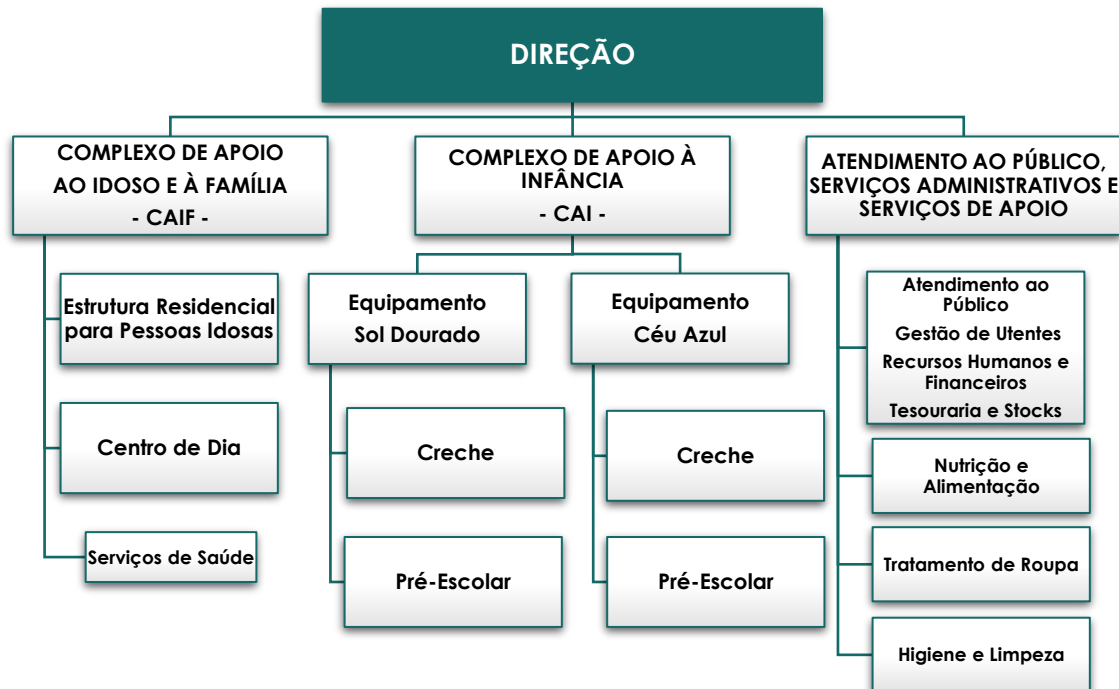 DIREÇÃO
COMPLEXO DE APOIO
AO IDOSO E À FAMÍLIA
- CAIF -
Estrutura Residencial
para Pessoas Idosas
Centro de Dia
Serviços de Saúde
COMPLEXO DE APOIO À
INFÂNCIA
- CAI -
Equipamento
Sol Dourado
Creche
Pré-Escolar
Equipamento
Céu Azul
Creche
Pré-Escolar
ATENDIMENTO AO PÚBLICO,
SERVIÇOS ADMINISTRATIVOS E
SERVIÇOS DE APOIO
Atendimento ao
Público
Gestão de Utentes
Recursos Humanos e
Financeiros
Tesouraria e Stocks
Nutrição e
Alimentação
Tratamento de Roupa
Higiene e Limpeza